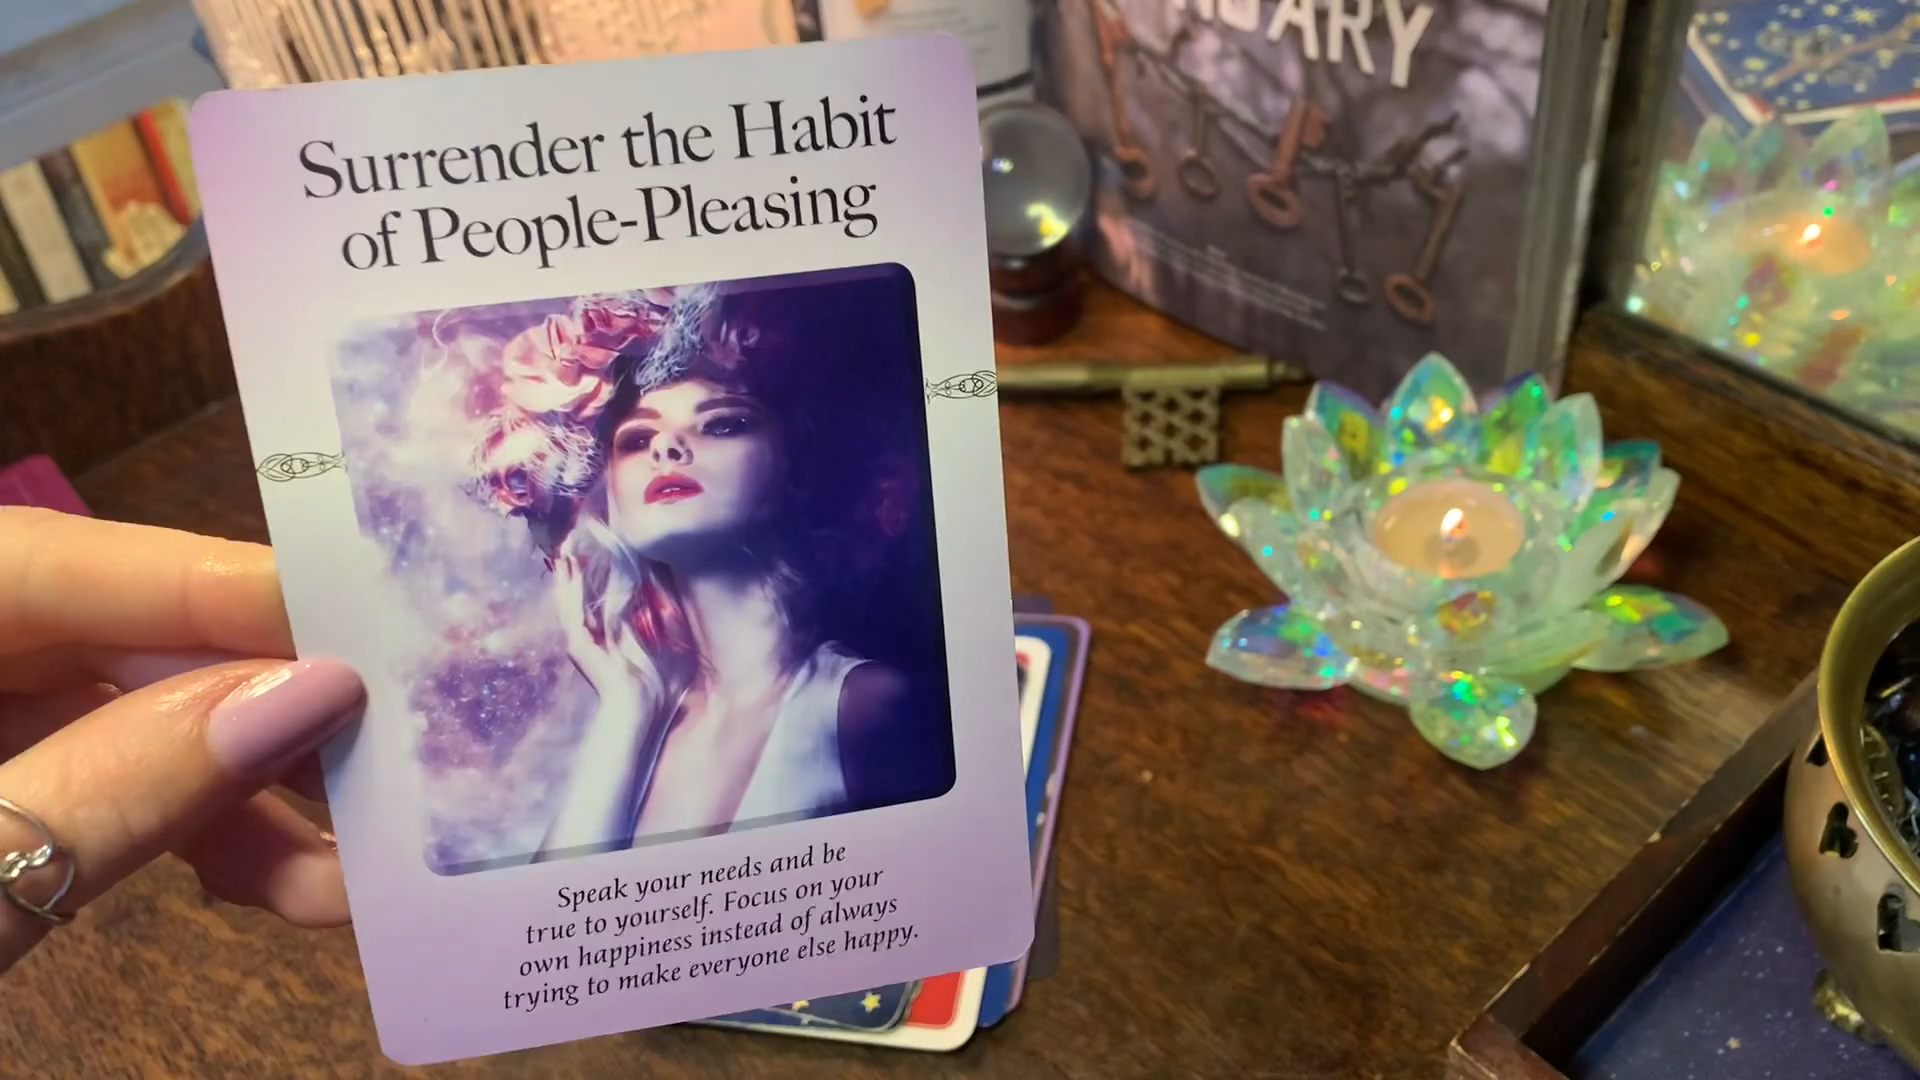 Surrender the Habit
of People-Pleasing
Speak your needs and be
true to yourself. Focus on your
own happiness instead of always
trying to make everyone else happy.